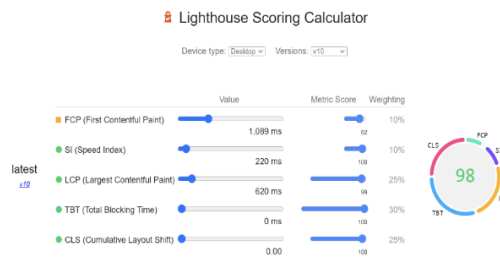 Lighthouse Scoring Calculator
Device type: Desktop Versions: v10
Value Metric Score Weighting
FCP (First Contentful Paint) 10%
1,089 ms 82
SI (Speed Index) 10%
220 ms 100
LCP (Largest Contentful Paint) 25%
620 ms 99
TBT (Total Blocking Time) 30%
0 ms 100
CLS (Cumulative Layout Shift) 25%
0.00 100
latest
v10
FCP
CLS
98
TBT